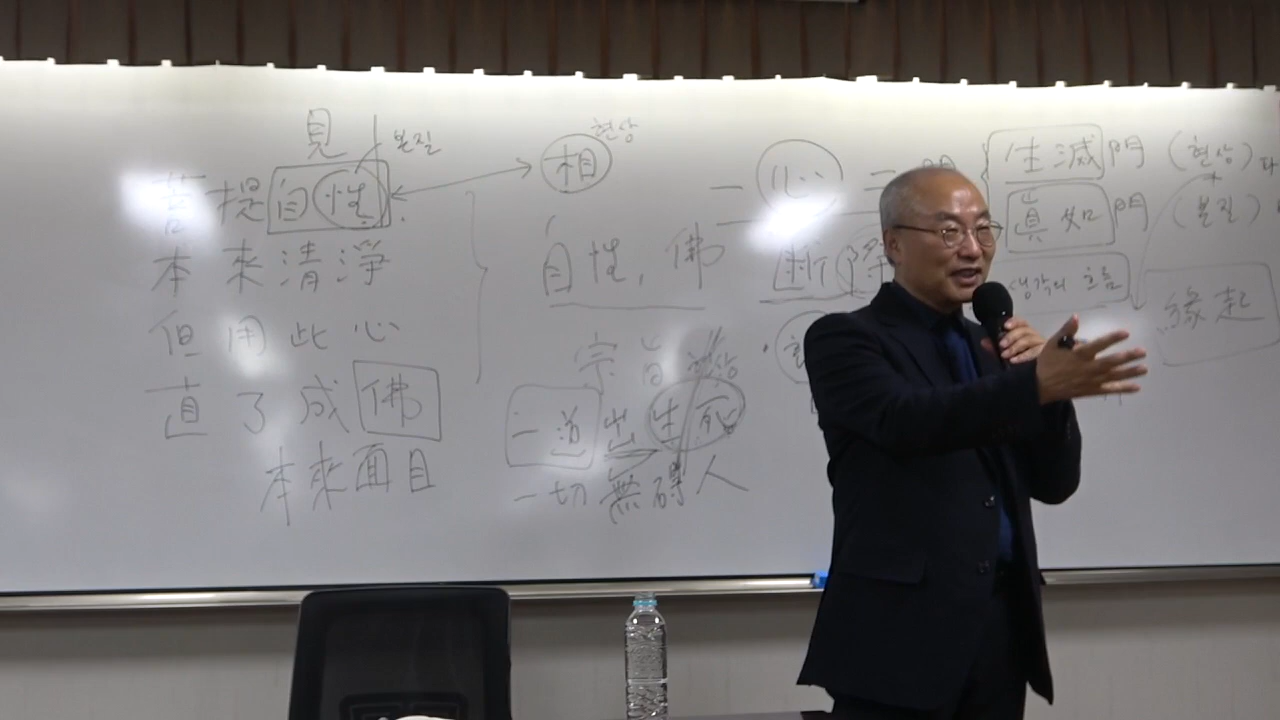 見 본질
菩提自性
本來清淨
但用此心
直了成佛
本來面目
相 현상
自性, 佛
宗旨
一道出生死
一切無碍人
一心二門
斷
生滅門 (현상)
眞如門 (본질)
생각의 흐름
緣起